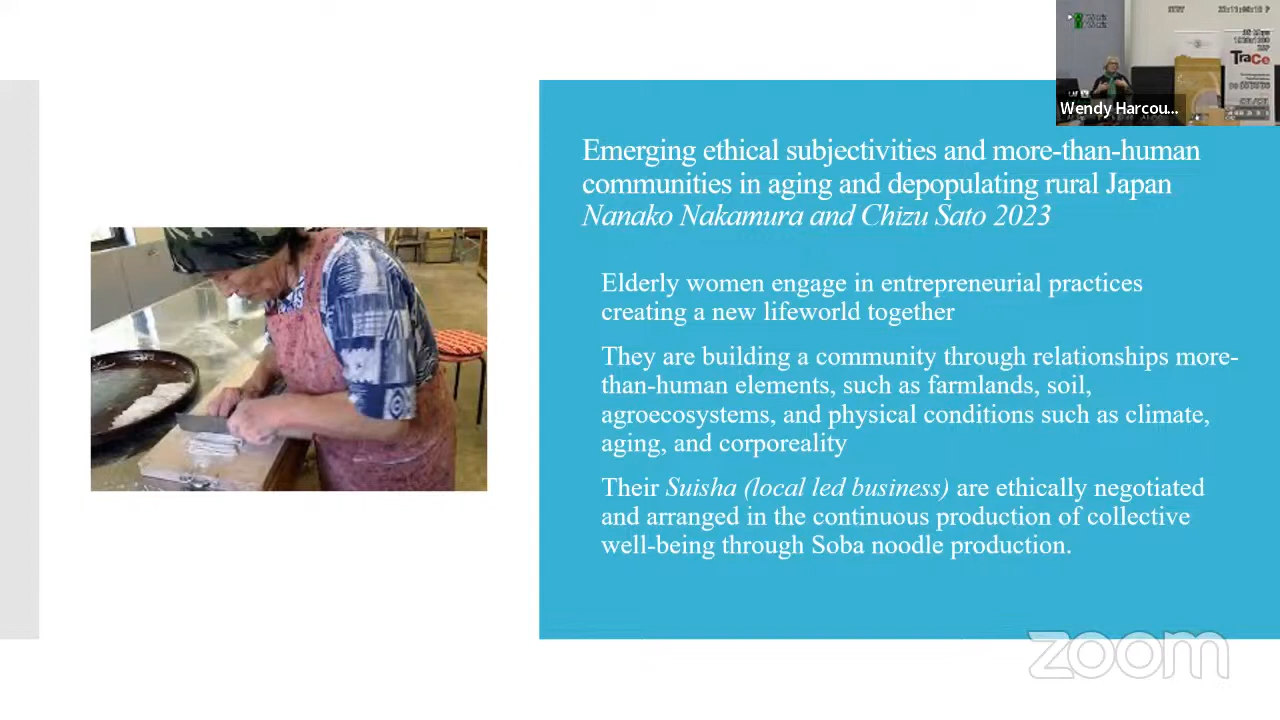 Wendy Harcou...
TraCe
Emerging ethical subjectivities and more-than-human
communities in aging and depopulating rural Japan
Nanako Nakamura and Chizu Sato 2023
Elderly women engage in entrepreneurial practices
creating a new lifeworld together
They are building a community through relationships more-
than-human elements, such as farmlands, soil,
agroecosystems, and physical conditions such as climate,
aging, and corporeality
Their Suisha (local led business) are ethically negotiated
and arranged in the continuous production of collective
well-being through Soba noodle production.
zoom